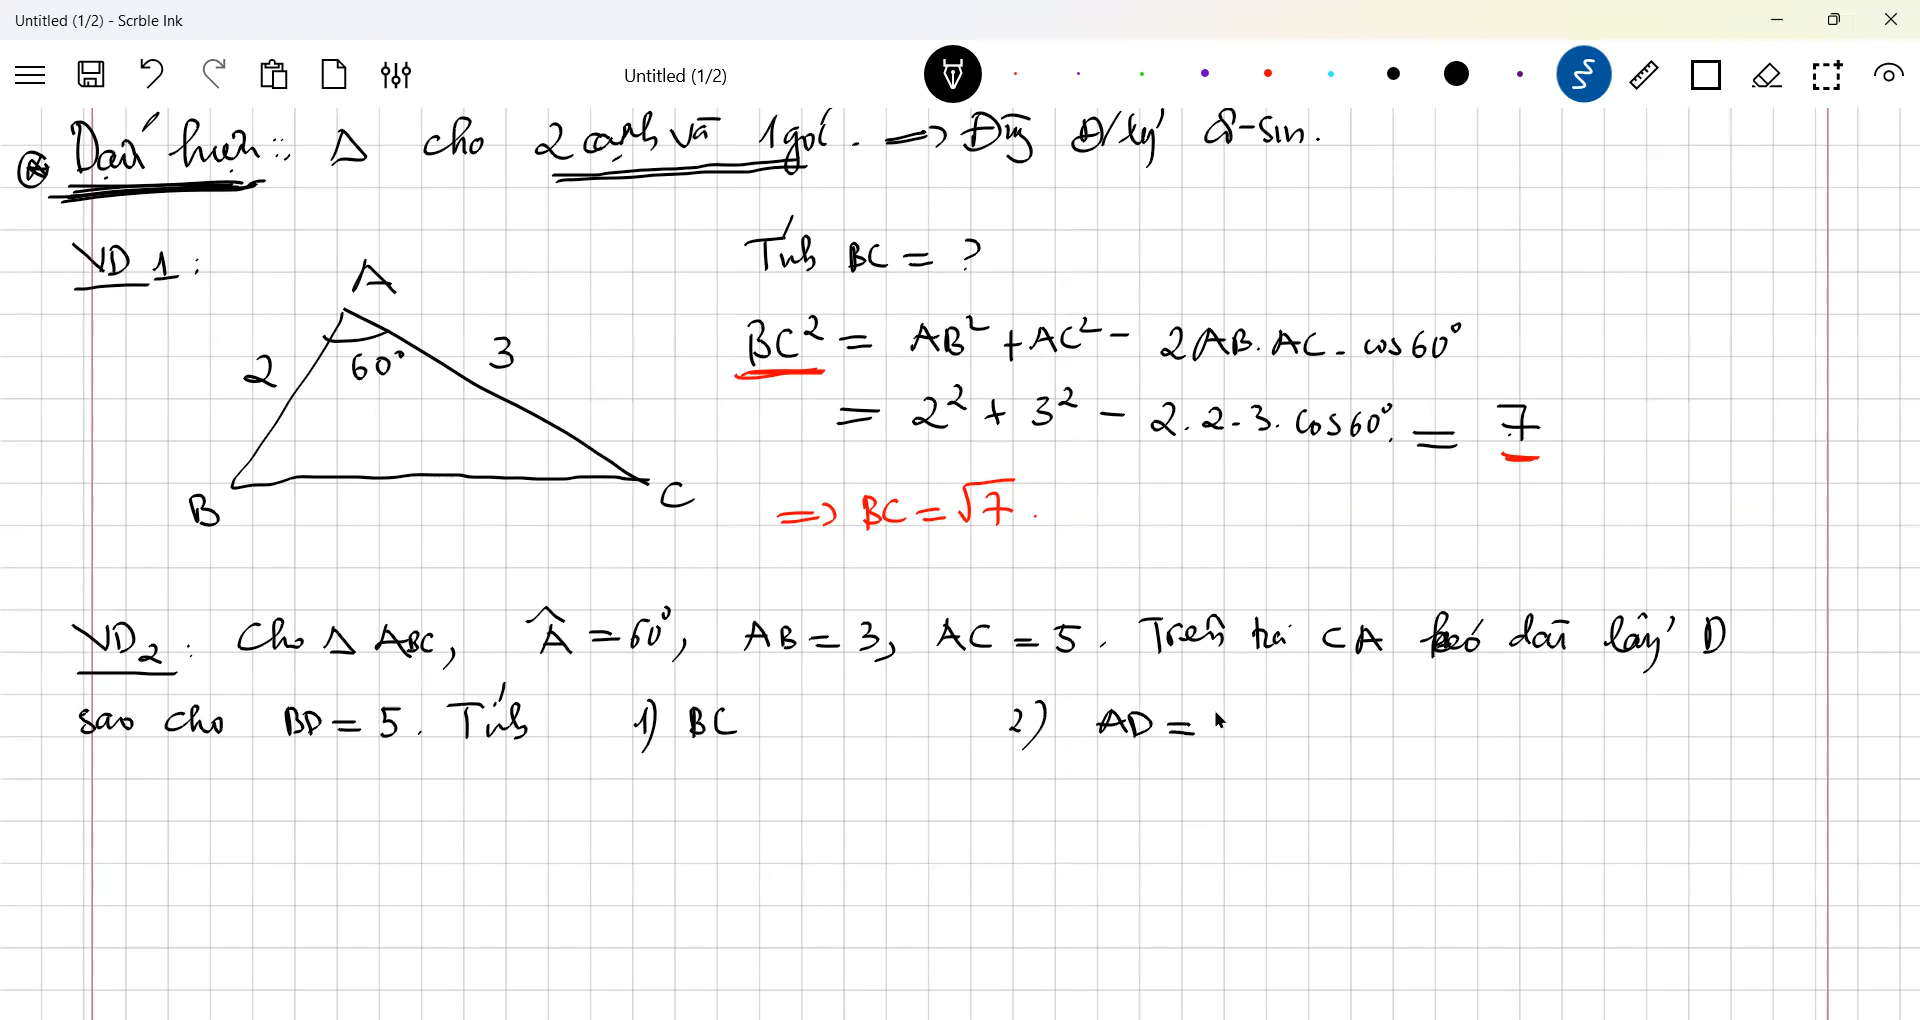 Untitled (1/2) - Scrble Ink
Untitled (1/2)
Dấu hiệu: Δ cho 2 cạnh và 1 góc. => Dùng Đ/lý cô-sin.
VD 1:
A
2
60°
3
B
C
Tính BC = ?
BC² = AB² + AC² - 2AB.AC. cos60°
= 2² + 3² - 2.2.3. cos60° = 7
=> BC = √7.
VD2: Cho Δ ABC, Â = 60°, AB = 3, AC = 5. Trên tia CA kéo dài lấy D
sao cho BD = 5. Tính 1) BC 2) AD =